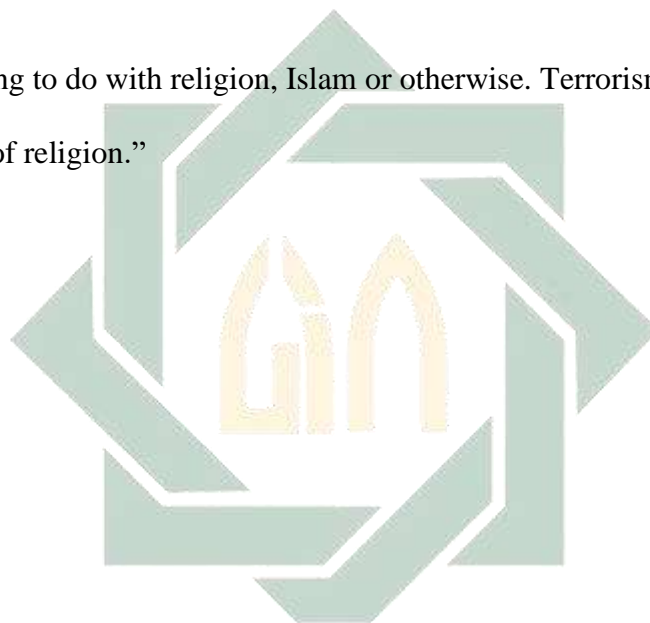 ng to do with religion, Islam or otherwise. Terrorism
of religion.”